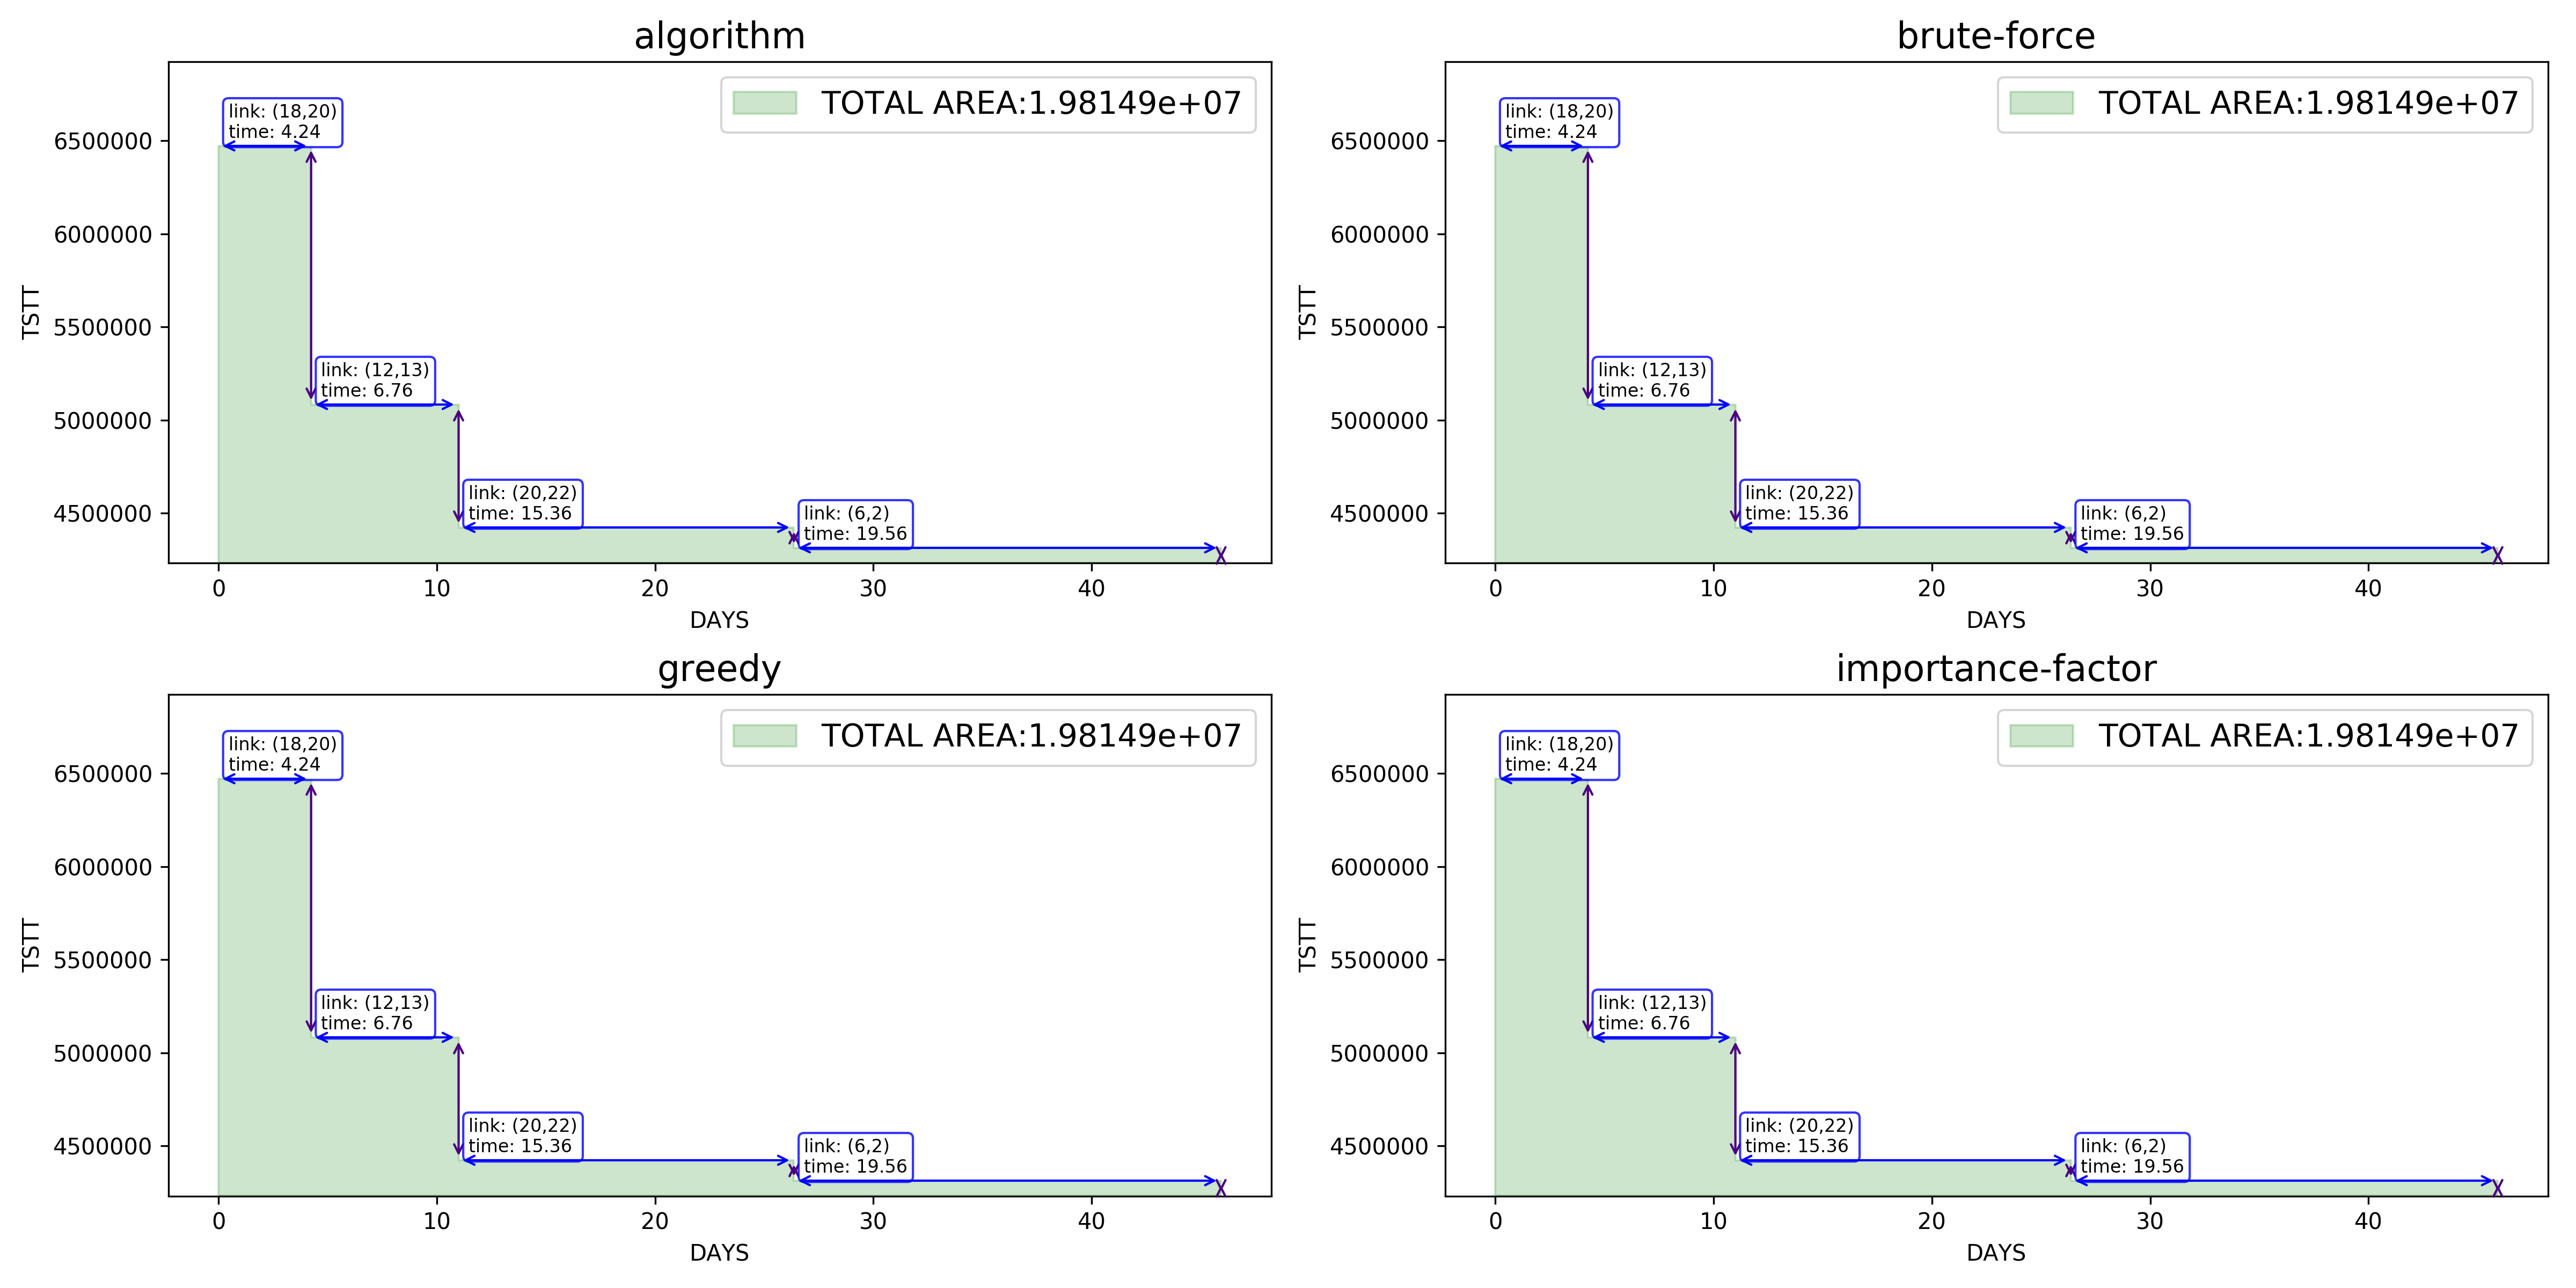 algorithm
TOTAL AREA:1.98149e+07
link: (18,20)
time: 4.24
link: (12,13)
time: 6.76
link: (20,22)
time: 15.36
link: (6,2)
time: 19.56
6500000
6000000
5500000
5000000
4500000
TSTT
0 10 20 30 40
DAYS
brute-force
TOTAL AREA:1.98149e+07
link: (18,20)
time: 4.24
link: (12,13)
time: 6.76
link: (20,22)
time: 15.36
link: (6,2)
time: 19.56
6500000
6000000
5500000
5000000
4500000
TSTT
0 10 20 30 40
DAYS
greedy
TOTAL AREA:1.98149e+07
link: (18,20)
time: 4.24
link: (12,13)
time: 6.76
link: (20,22)
time: 15.36
link: (6,2)
time: 19.56
6500000
6000000
5500000
5000000
4500000
TSTT
0 10 20 30 40
DAYS
importance-factor
TOTAL AREA:1.98149e+07
link: (18,20)
time: 4.24
link: (12,13)
time: 6.76
link: (20,22)
time: 15.36
link: (6,2)
time: 19.56
6500000
6000000
5500000
5000000
4500000
TSTT
0 10 20 30 40
DAYS